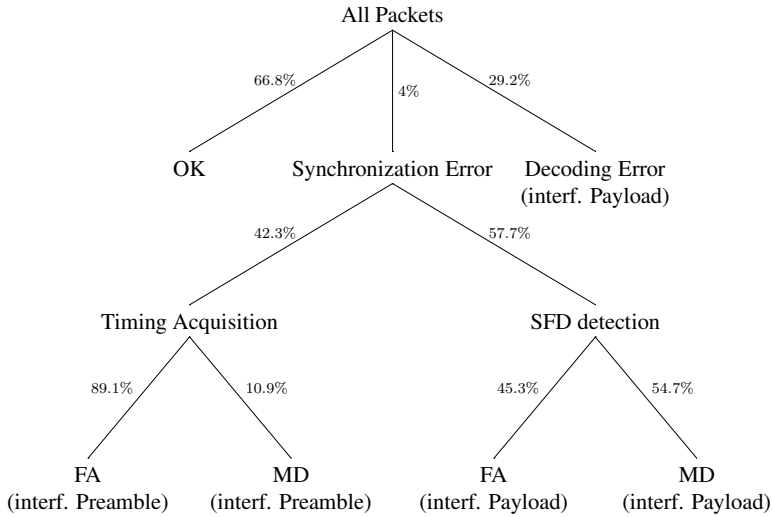 All Packets
66.8%
4%
29.2%
OK
Synchronization Error
Decoding Error
(interf. Payload)
42.3%
57.7%
Timing Acquisition
SFD detection
89.1%
10.9%
45.3%
54.7%
FA
(interf. Preamble)
MD
(interf. Preamble)
FA
(interf. Payload)
MD
(interf. Payload)